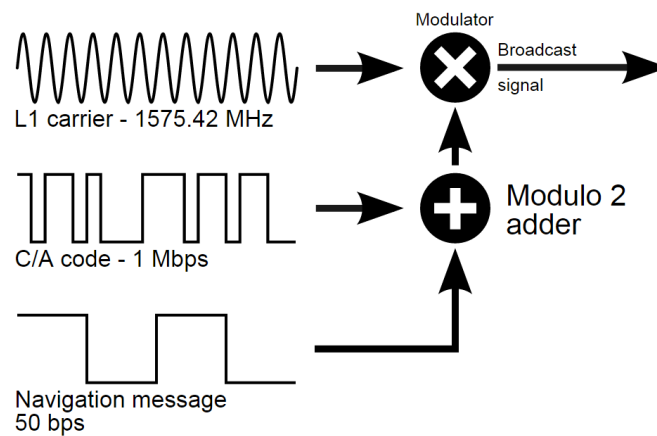 Modulator
Broadcast
signal
L1 carrier - 1575.42 MHz
Modulo 2
adder
C/A code - 1 Mbps
Navigation message
50 bps